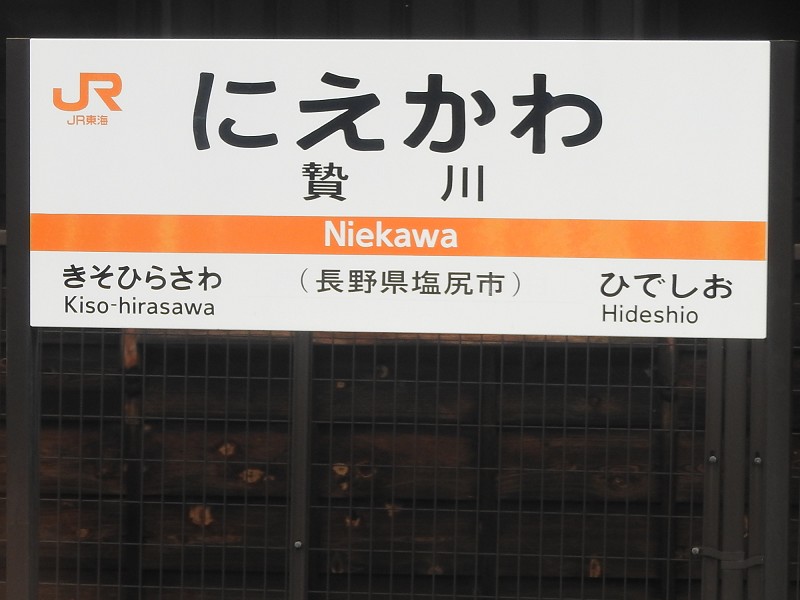 JR
JR東海
にえかわ
贄川
Niekawa
きそひらさわ
Kiso-hirasawa
（長野県塩尻市）
ひでしお
Hideshio